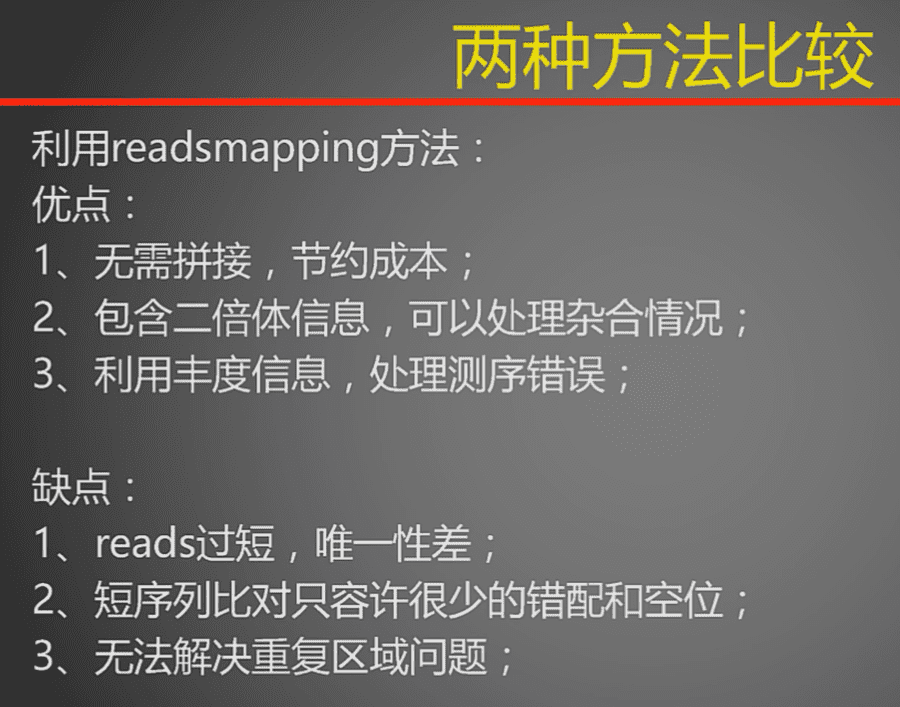 两种方法比较
利用readsmapping方法：
优点：
1、无需拼接，节约成本；
2、包含二倍体信息，可以处理杂合情况；
3、利用丰度信息，处理测序错误；
缺点：
1、reads过短，唯一性差；
2、短序列比对只容许很少的错配和空位；
3、无法解决重复区域问题；